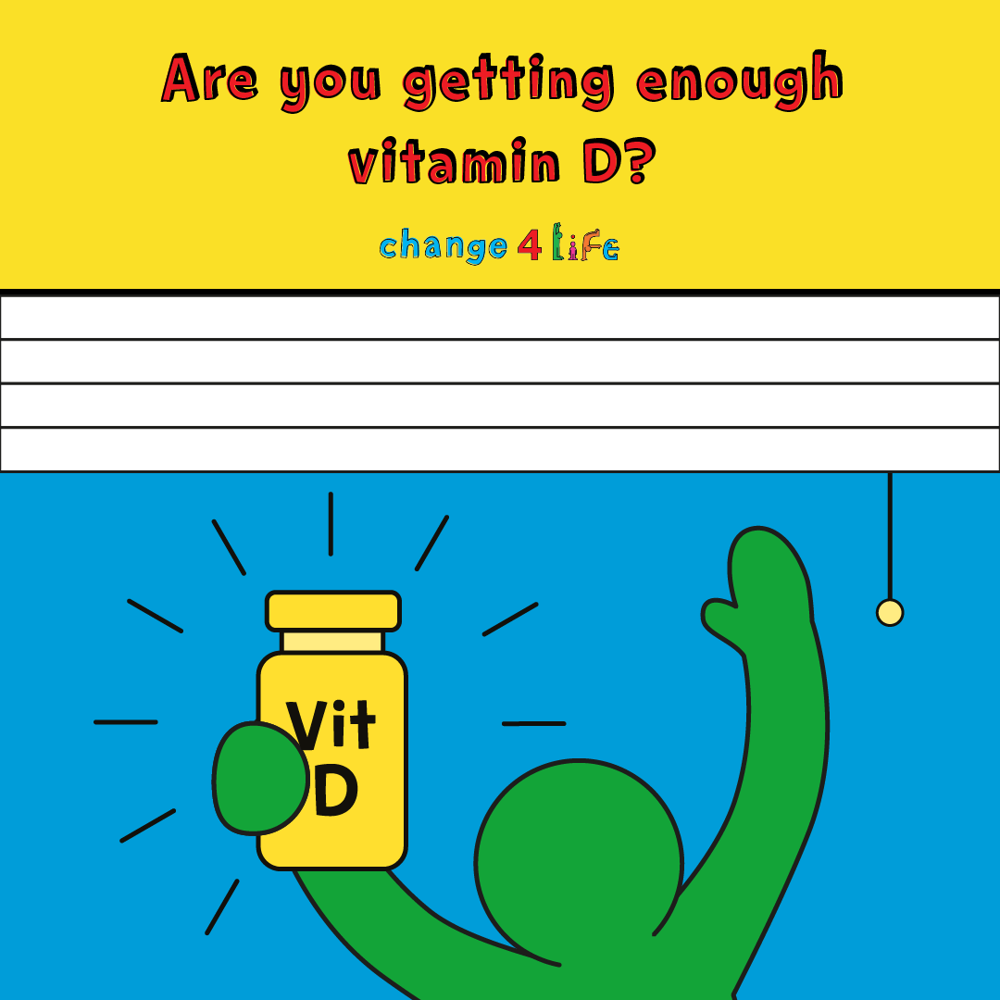 Are you getting enough
vitamin D?
change 4 LiFe
Vit
D